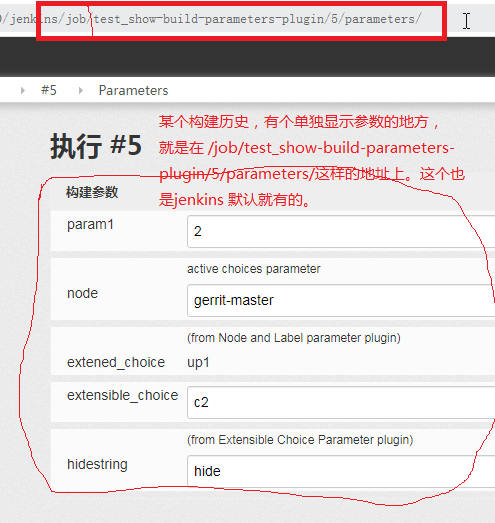 /jenkins/job/test_show-build-parameters-plugin/5/parameters/
#5 Parameters
执行 #5
某个构建历史，有个单独显示参数的地方，
就是在 /job/test_show-build-parameters-
plugin/5/parameters/这样的地址上。这个也
是jenkins 默认就有的。
构建参数
param1
2
active choices parameter
node
gerrit-master
(from Node and Label parameter plugin)
extened_choice
up1
extensible_choice
c2
(from Extensible Choice Parameter plugin)
hidestring
hide